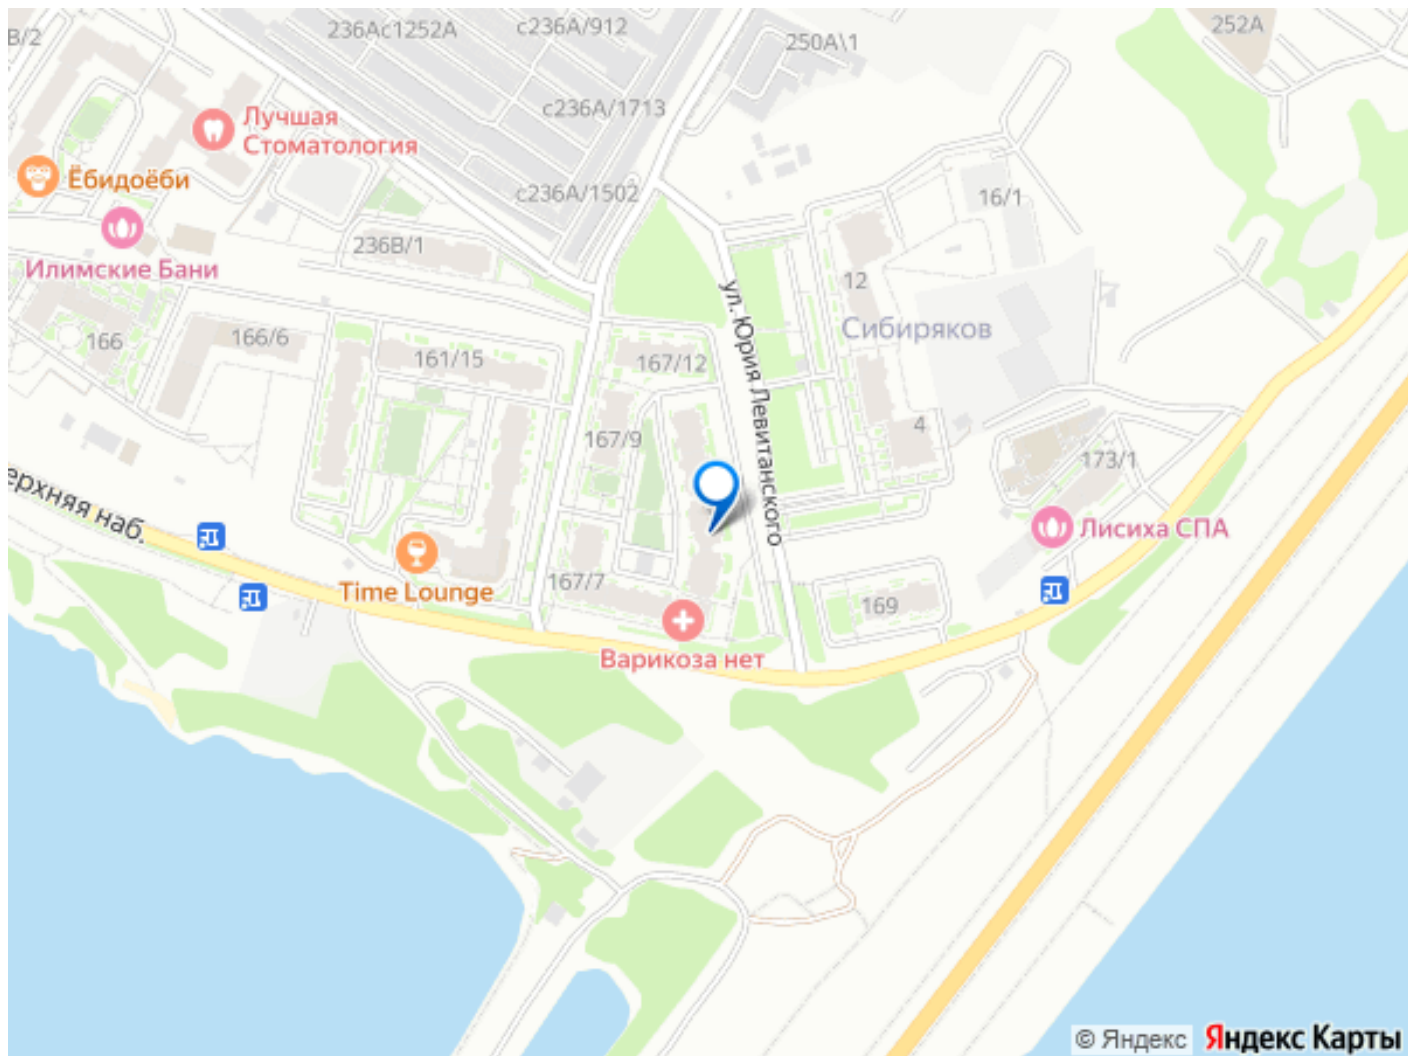 В/2
236Ас1252А
с236А/912
250А\1
252А
с236А/1713
Лучшая
Стоматология
Ёбидоёби
с236А/1502
16/1
236В/1
Илимские Бани
12
ул. Юрия Левитанского
Сибиряков
166
166/6
161/15
167/12
167/9
4
173/1
ерхняя наб.
Лисиха СПА
Time Lounge
167/7
169
Варикоза нет
© Яндекс Яндекс Карты